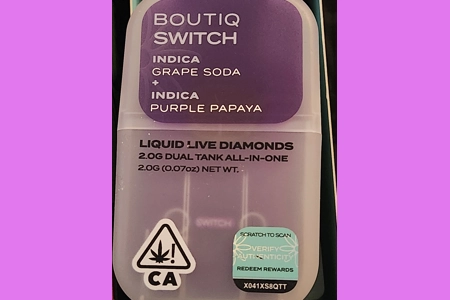 BOUTIQ
SWITCH
INDICA
GRAPE SODA
+
INDICA
PURPLE PAPAYA
LIQUID LIVE DIAMONDS
2.0G DUAL TANK ALL-IN-ONE
2.0G (0.07oz) NET WT.
SWITCH
!
CA
SCRATCH TO SCAN
VERIFY
AUTHENTICITY
REDEEM REWARDS
X041XS8QTT